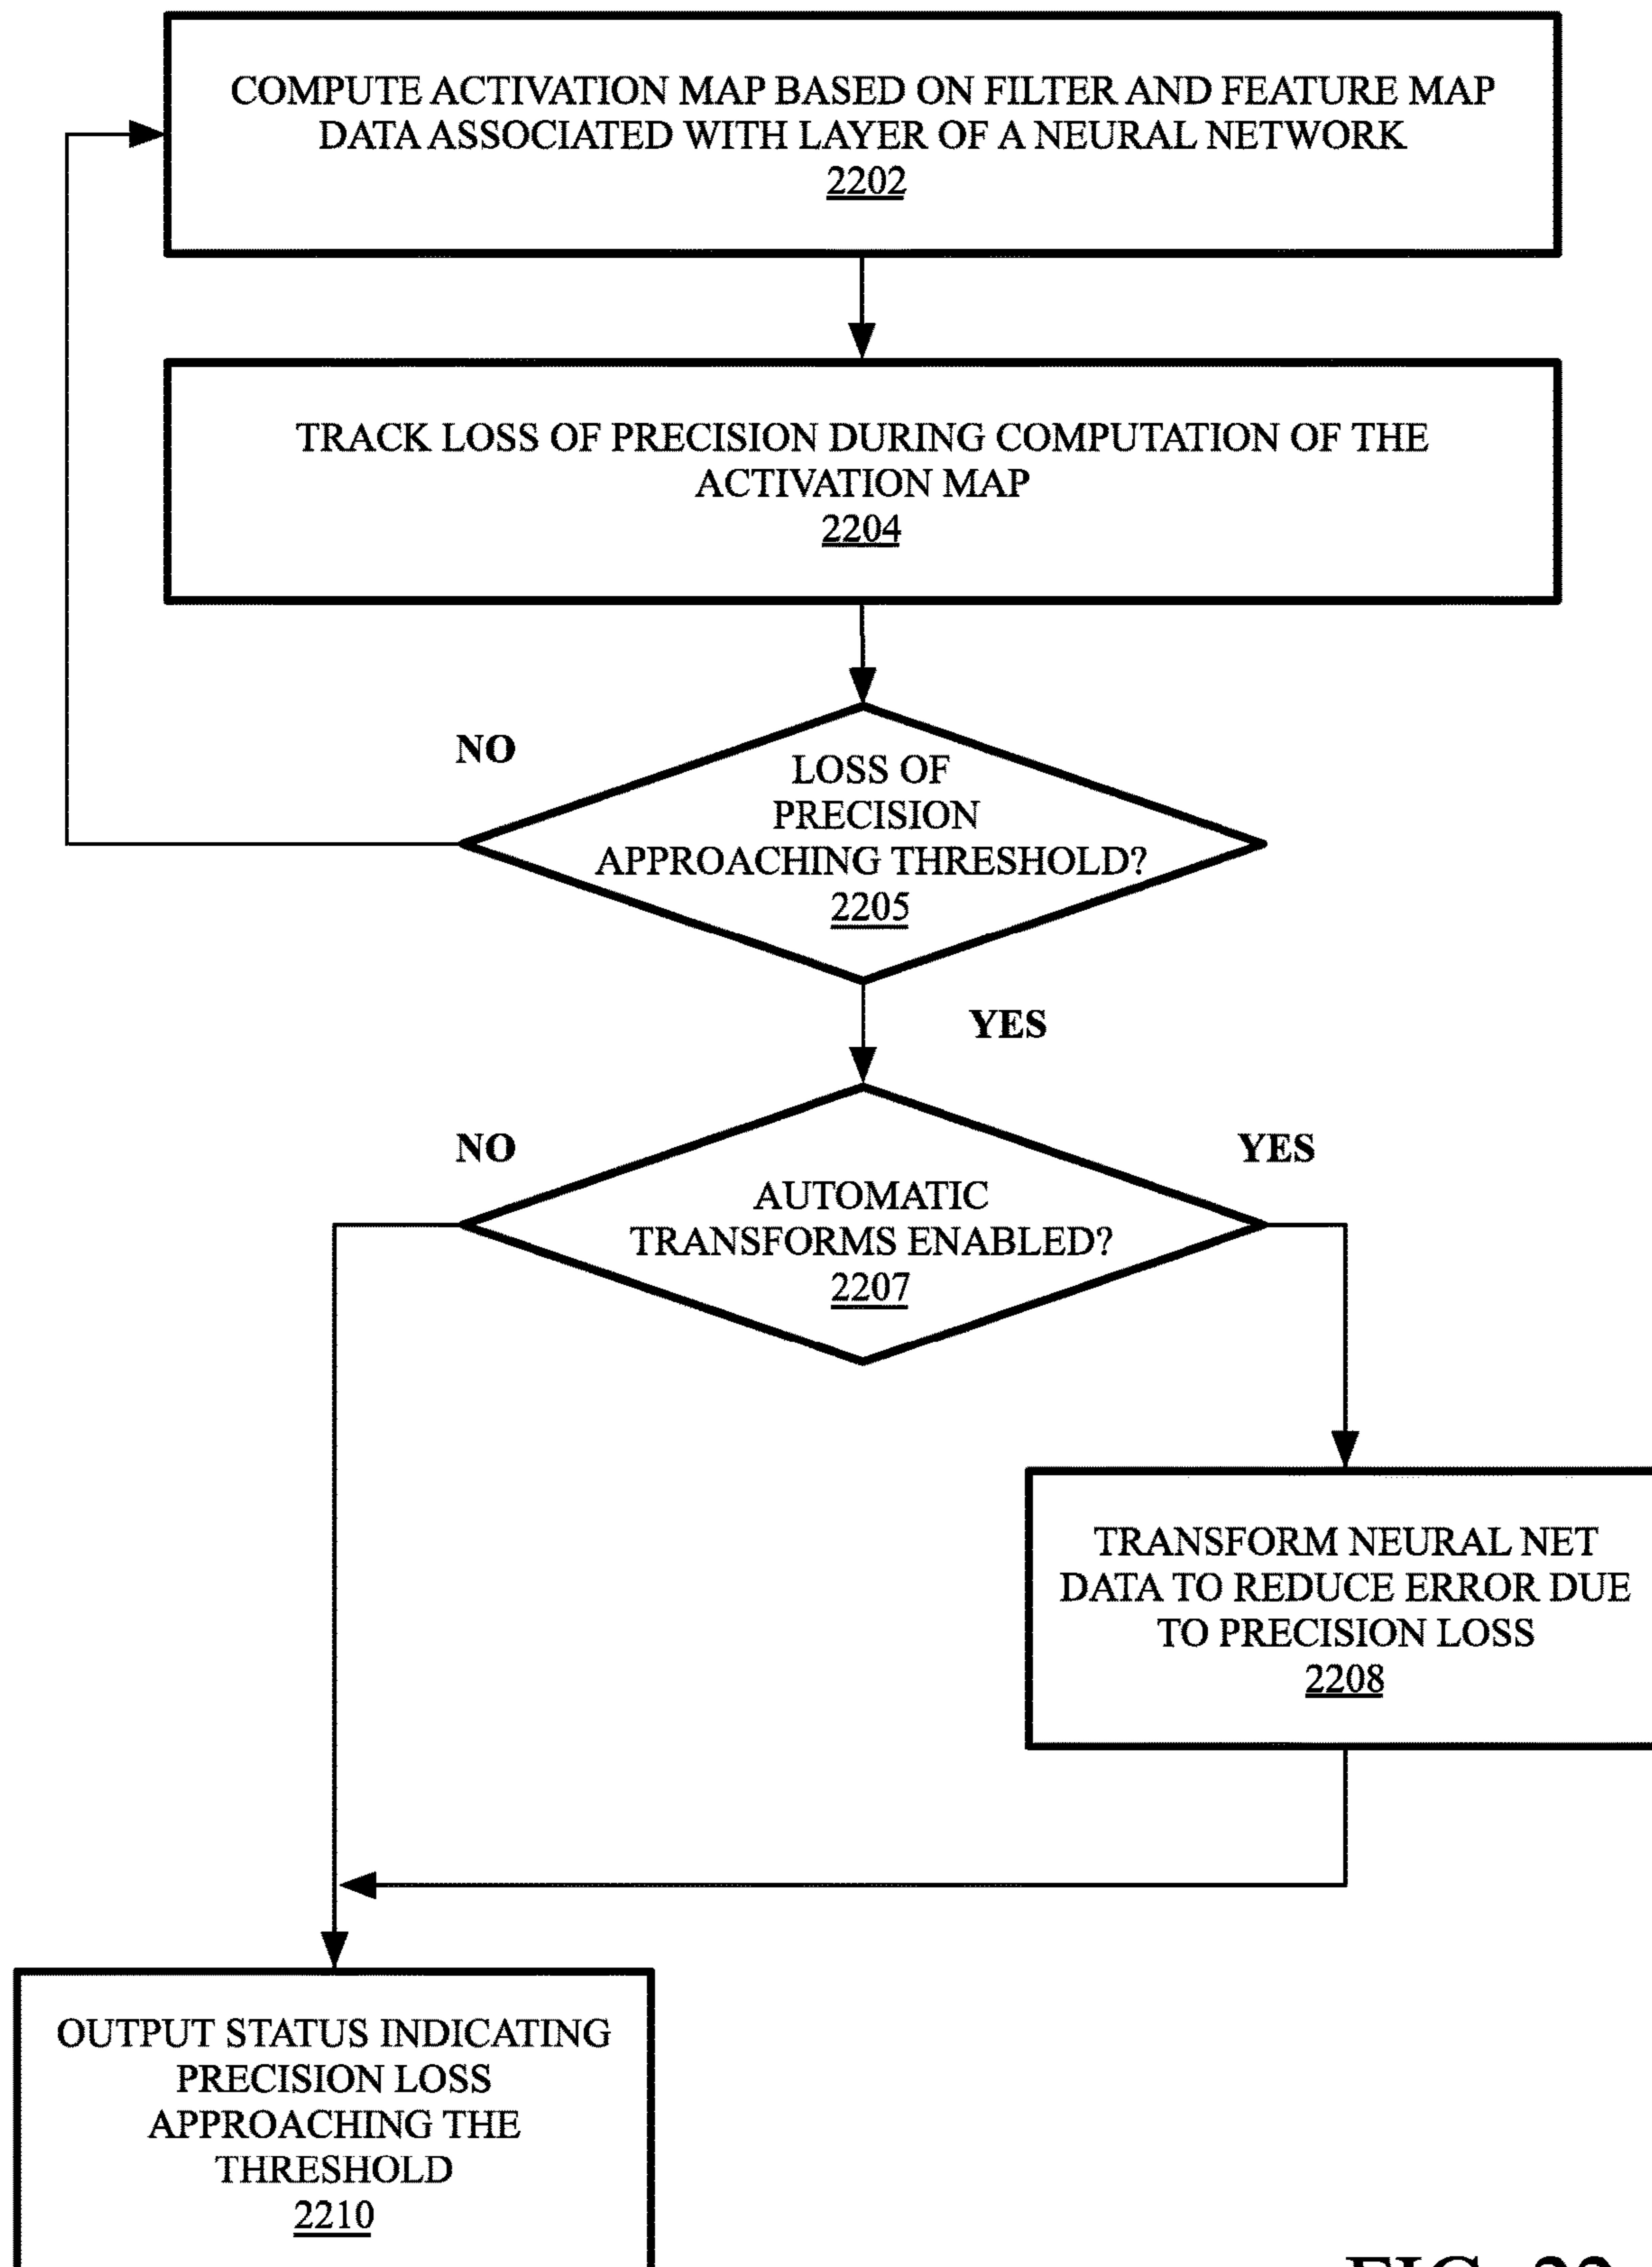 COMPUTE ACTIVATION MAP BASED ON FILTER AND FEATURE MAP
DATA ASSOCIATED WITH LAYER OF A NEURAL NETWORK
2202
TRACK LOSS OF PRECISION DURING COMPUTATION OF THE
ACTIVATION MAP
2204
NO
LOSS OF
PRECISION
APPROACHING THRESHOLD?
2205
YES
NO
YES
AUTOMATIC
TRANSFORMS ENABLED?
2207
TRANSFORM NEURAL NET
DATA TO REDUCE ERROR DUE
TO PRECISION LOSS
2208
OUTPUT STATUS INDICATING
PRECISION LOSS
APPROACHING THE
THRESHOLD
2210